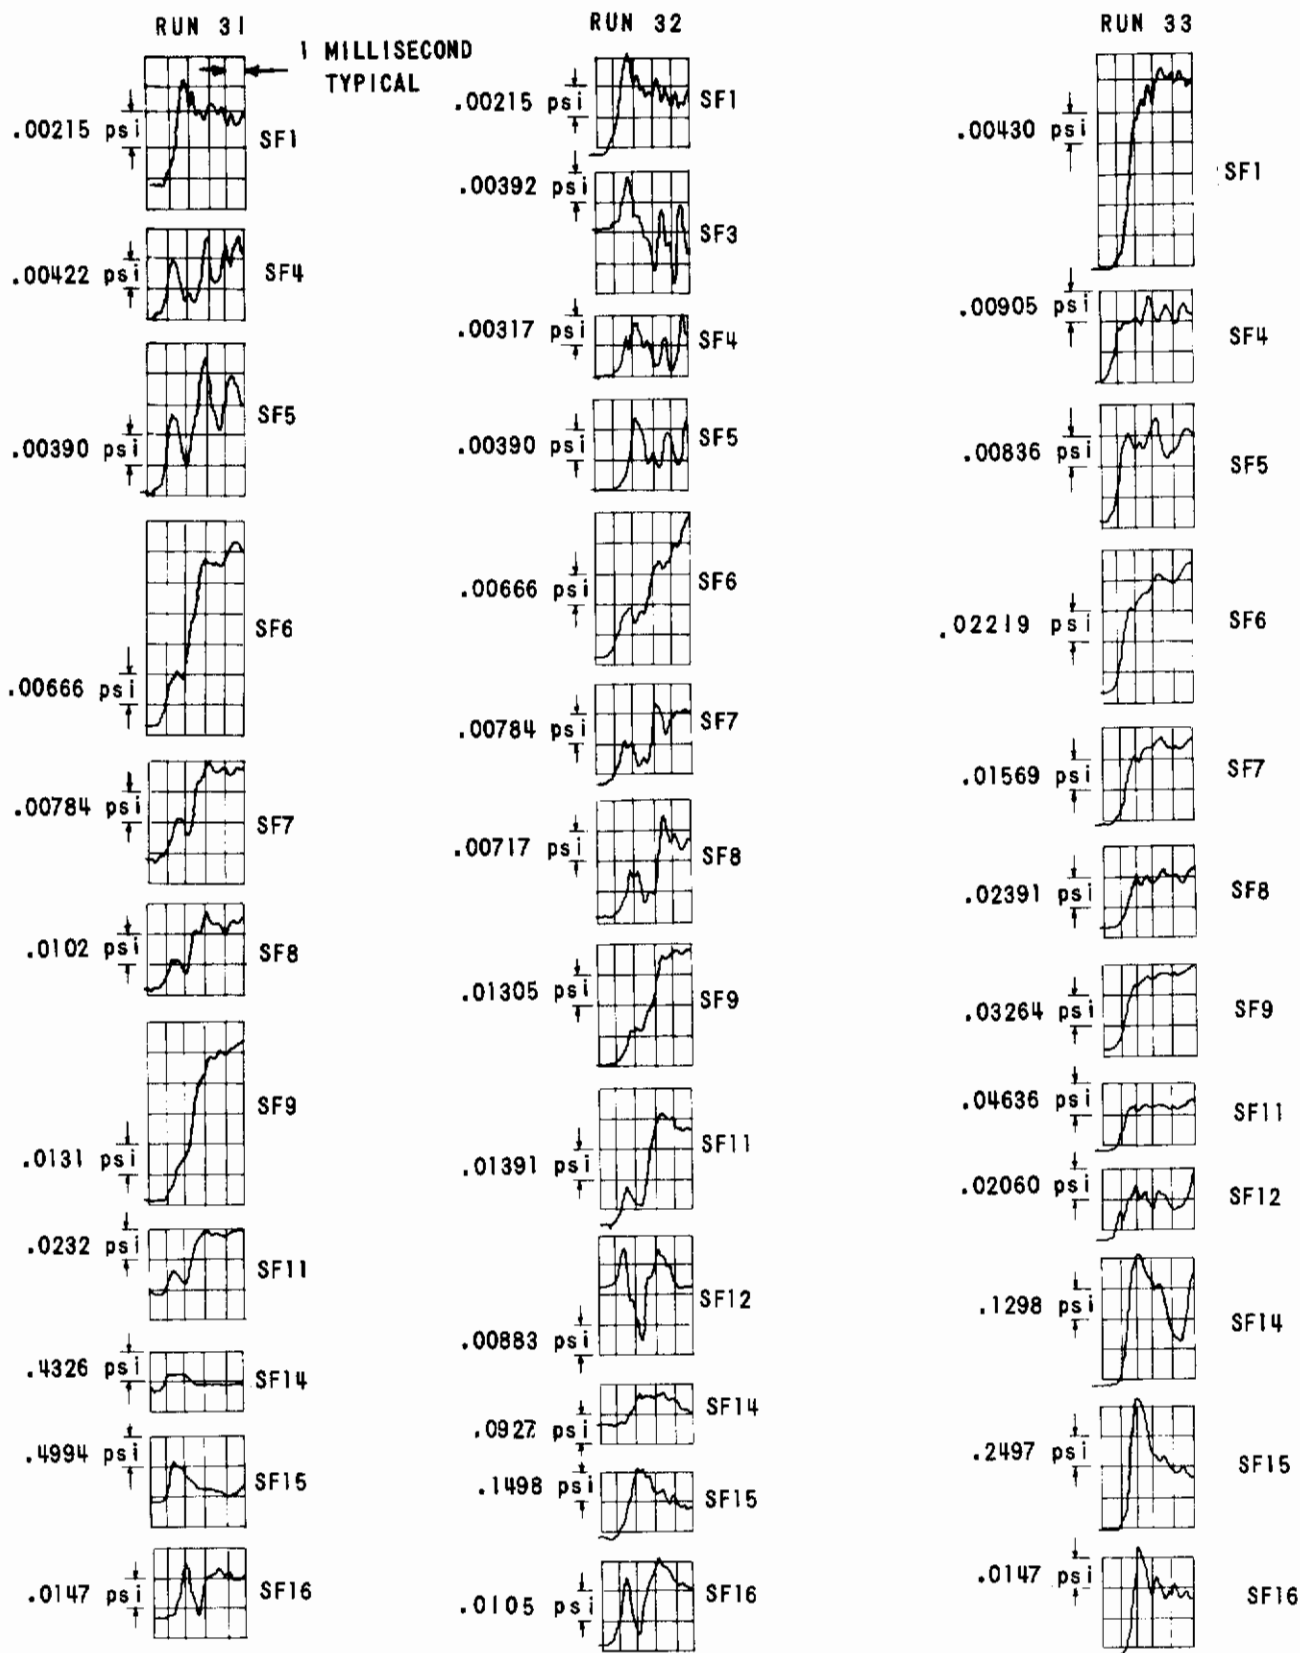 RUN 31
1 MILLISECOND
TYPICAL
.00215 psi
SF1
.00422 psi
SF4
.00390 psi
SF5
.00666 psi
SF6
.00784 psi
SF7
.0102 psi
SF8
.0131 psi
SF9
.0232 psi
SF11
.4326 psi
SF14
.4994 psi
SF15
.0147 psi
SF16
RUN 32
.00215 psi
SF1
.00392 psi
SF3
.00317 psi
SF4
.00390 psi
SF5
.00666 psi
SF6
.00784 psi
SF7
.00717 psi
SF8
.01305 psi
SF9
.01391 psi
SF11
.00883 psi
SF12
.0927 psi
SF14
.1498 psi
SF15
.0105 psi
SF16
RUN 33
.00430 psi
SF1
.00905 psi
SF4
.00836 psi
SF5
.02219 psi
SF6
.01569 psi
SF7
.02391 psi
SF8
.03264 psi
SF9
.04636 psi
SF11
.02060 psi
SF12
.1298 psi
SF14
.2497 psi
SF15
.0147 psi
SF16